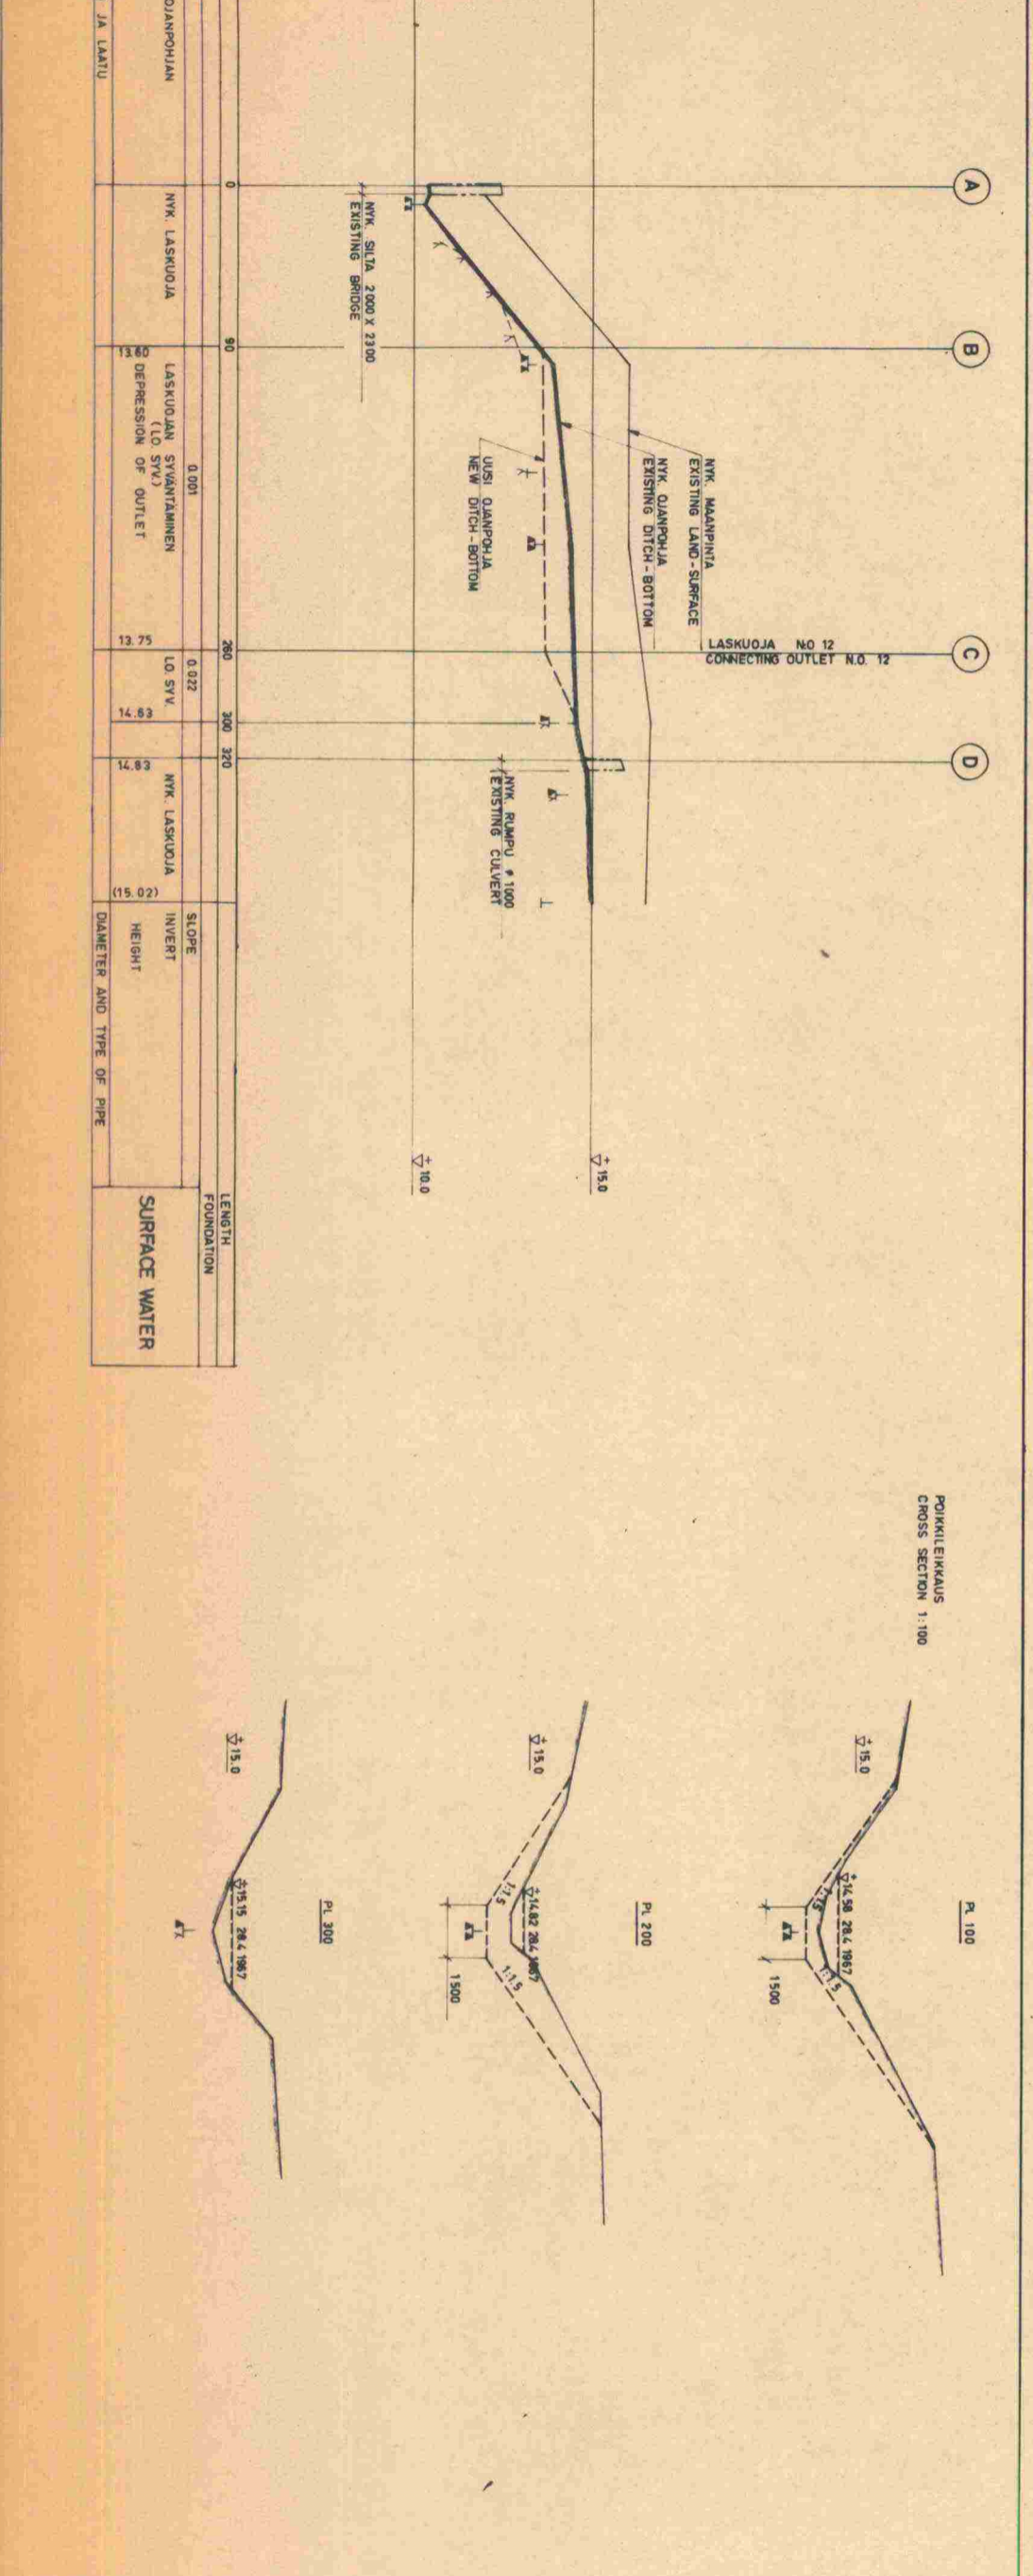 A
B
C
D
NYK. MAANPINTA
EXISTING LAND-SURFACE
NYK. OJANPOHJA
EXISTING DITCH-BOTTOM
LASKUOJA N:O 12
CONNECTING OUTLET N.O. 12
UUSI OJANPOHJA
NEW DITCH-BOTTOM
NYK. SILTA 2000 X 2300
EXISTING BRIDGE
NYK. RUMPU ø 1000
EXISTING CULVERT
+ 15.0
+ 10.0
0
90
260
300
320
LENGTH
FOUNDATION
0.001
0.022
SLOPE
OJANPOHJAN
NYK. LASKUOJA
LASKUOJAN SYVÄNTÄMINEN
(LO. SYV.)
DEPRESSION OF OUTLET
LO. SYV.
NYK. LASKUOJA
INVERT
HEIGHT
13.60
13.75
14.63
14.83
(15.02)
JA LAATU
DIAMETER AND TYPE OF PIPE
SURFACE WATER
POIKKILEIKKAUS
CROSS SECTION 1:100
PL 100
+ 15.0
+14.58 28.4 1967
1:1.5
1:1.5
1500
PL 200
+ 15.0
+14.82 28.4 1967
1:1.5
1:1.5
1500
PL 300
+ 15.0
+15.15 28.4 1967